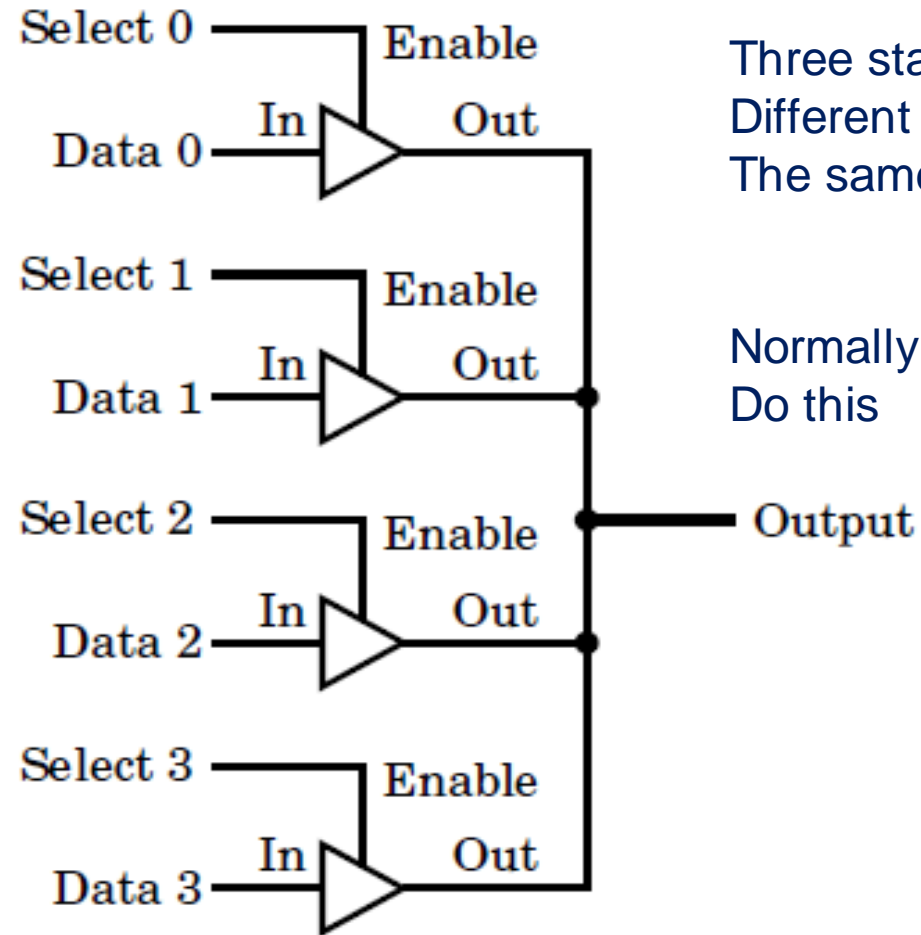 Select 0
Enable
In
Out
Data 0
Select 1
Enable
In
Out
Data 1
Select 2
Enable
In
Out
Data 2
Select 3
Enable
In
Out
Data 3
Output
Three sta
Different
The same
Normally
Do this